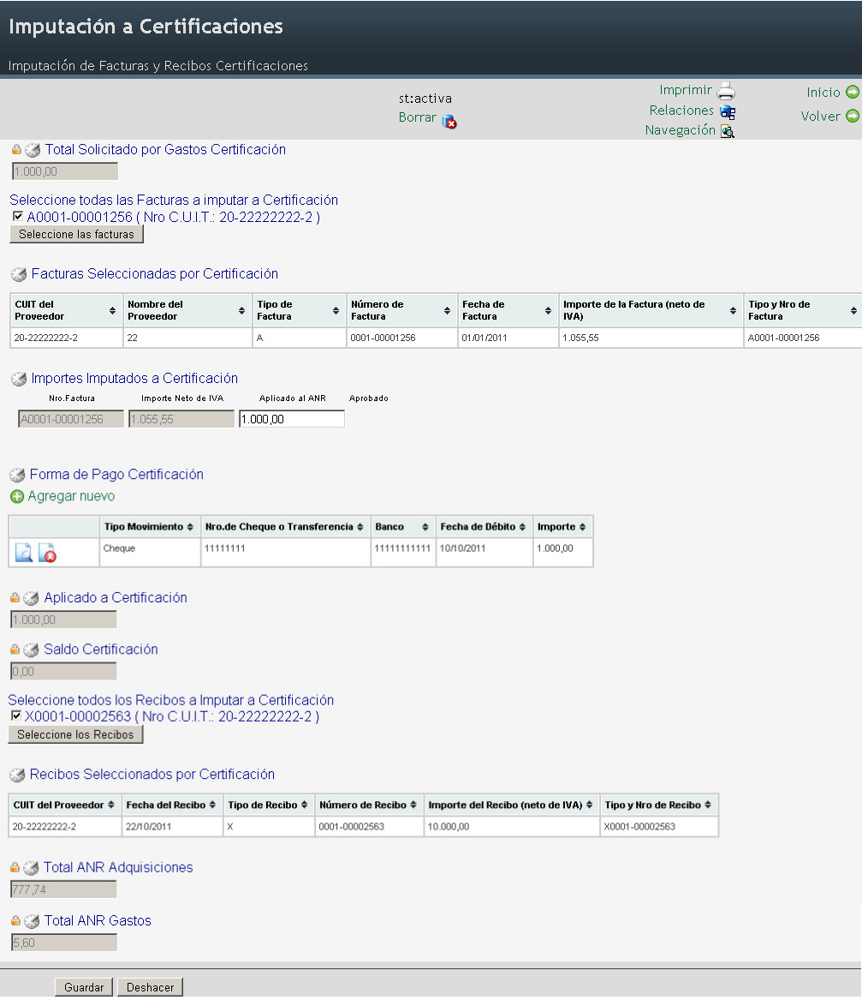 Imputación a Certificaciones
Imputación de Facturas y Recibos Certificaciones
st:activa
Borrar
Imprimir
Relaciones
Navegación
Inicio
Volver
Total Solicitado por Gastos Certificación
1.000,00
Seleccione todas las Facturas a imputar a Certificación
A0001-00001256 ( Nro C.U.I.T.: 20-22222222-2 )
Seleccione las facturas
Facturas Seleccionadas por Certificación
CUIT del Proveedor Nombre del Proveedor Tipo de Factura Número de Factura Fecha de Factura Importe de la Factura (neto de IVA) Tipo y Nro de Factura
20-22222222-2 22 A 0001-00001256 01/01/2011 1.055,55 A0001-00001256
Importes Imputados a Certificación
Nro.Factura Importe Neto de IVA Aplicado al ANR Aprobado
A0001-00001256 1.055,55 1.000,00
Forma de Pago Certificación
Agregar nuevo
Tipo Movimiento Nro.de Cheque o Transferencia Banco Fecha de Débito Importe
Cheque 11111111 11111111111 10/10/2011 1.000,00
Aplicado a Certificación
1.000,00
Saldo Certificación
0,00
Seleccione todos los Recibos a Imputar a Certificación
X0001-00002563 ( Nro C.U.I.T.: 20-22222222-2 )
Seleccione los Recibos
Recibos Seleccionados por Certificación
CUIT del Proveedor Fecha del Recibo Tipo de Recibo Número de Recibo Importe del Recibo (neto de IVA) Tipo y Nro de Recibo
20-22222222-2 22/10/2011 X 0001-00002563 10.000,00 X0001-00002563
Total ANR Adquisiciones
777,74
Total ANR Gastos
5,60
Guardar Deshacer